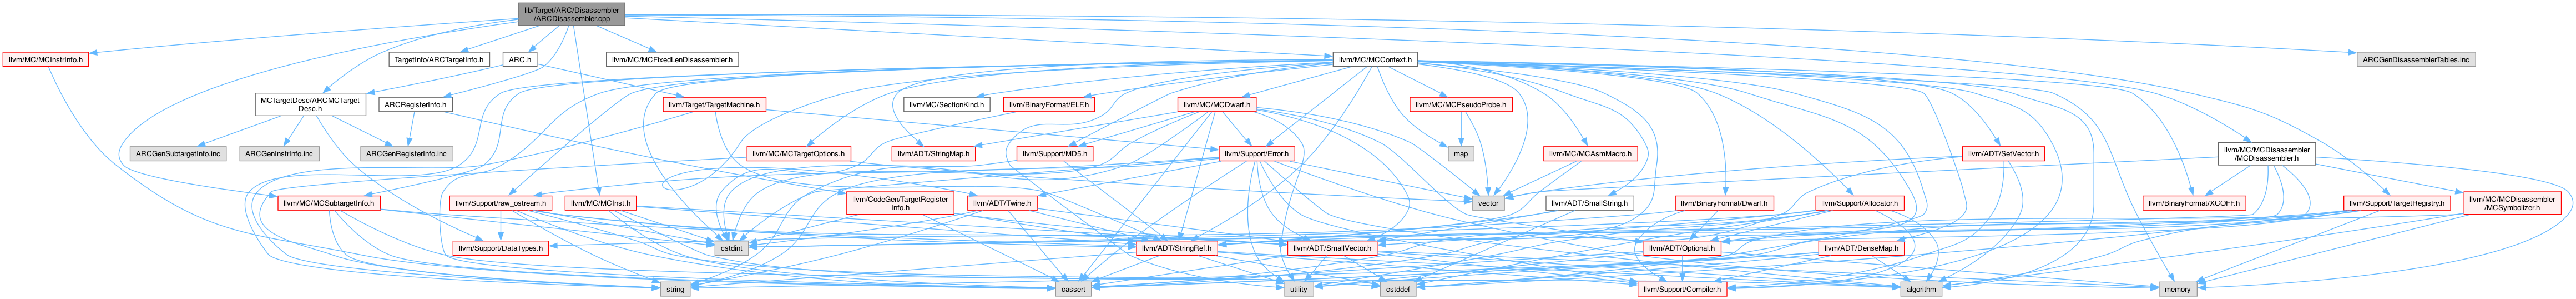 lib/Target/ARC/Disassembler
/ARCDisassembler.cpp
llvm/MC/MCInstrInfo.h
TargetInfo/ARCTargetInfo.h
ARC.h
llvm/MC/MCFixedLenDisassembler.h
llvm/MC/MCContext.h
ARCGenDisassemblerTables.inc
MCTargetDesc/ARCMCTarget
Desc.h
ARCRegisterInfo.h
llvm/Target/TargetMachine.h
llvm/MC/SectionKind.h
llvm/BinaryFormat/ELF.h
llvm/MC/MCDwarf.h
llvm/MC/MCPseudoProbe.h
ARCGenSubtargetInfo.inc
ARCGenInstrInfo.inc
ARCGenRegisterInfo.inc
llvm/MC/MCTargetOptions.h
llvm/ADT/StringMap.h
llvm/Support/MD5.h
llvm/Support/Error.h
map
llvm/MC/MCAsmMacro.h
llvm/ADT/SetVector.h
llvm/MC/MCDisassembler
/MCDisassembler.h
llvm/MC/MCSubtargetInfo.h
llvm/Support/raw_ostream.h
llvm/MC/MCInst.h
llvm/CodeGen/TargetRegister
Info.h
llvm/ADT/Twine.h
vector
llvm/ADT/SmallString.h
llvm/BinaryFormat/Dwarf.h
llvm/Support/Allocator.h
llvm/BinaryFormat/XCOFF.h
llvm/Support/TargetRegistry.h
llvm/MC/MCDisassembler
/MCSymbolizer.h
llvm/Support/DataTypes.h
cstdint
llvm/ADT/StringRef.h
llvm/ADT/SmallVector.h
llvm/ADT/Optional.h
llvm/ADT/DenseMap.h
string
cassert
utility
cstddef
llvm/Support/Compiler.h
algorithm
memory